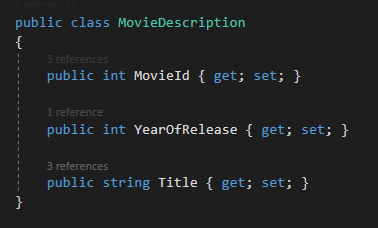 4 references
public class MovieDescription
{
3 references
public int MovieId { get; set; }
1 reference
public int YearOfRelease { get; set; }
3 references
public string Title { get; set; }
}